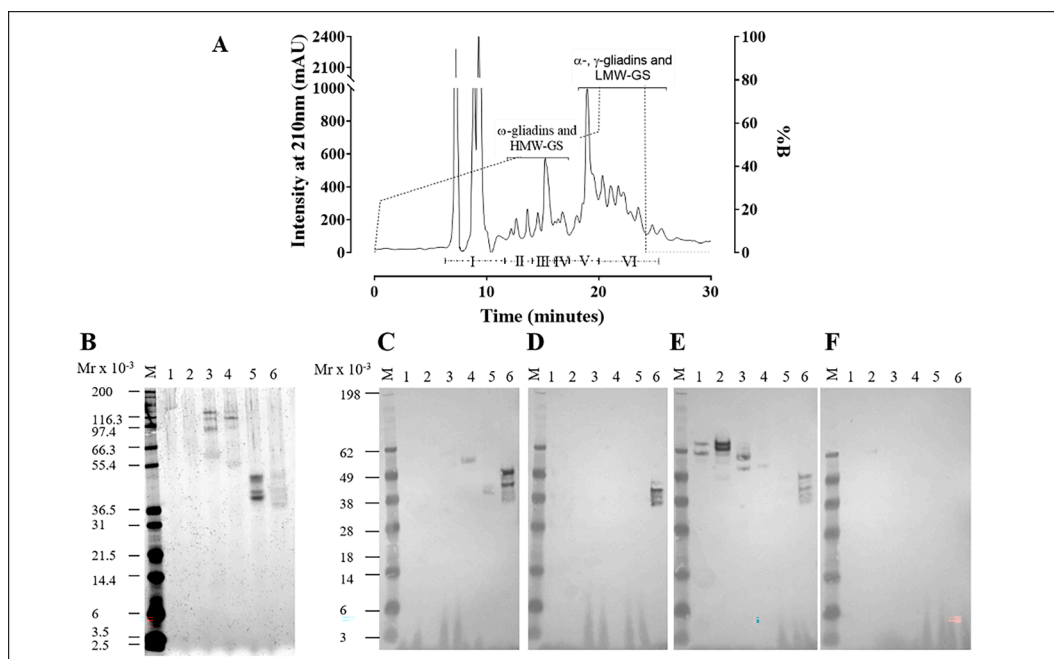 A
2400
2100
1000
800
600
400
200
0
Intensity at 210nm (mAU)
α-, γ-gliadins and
LMW-GS
ω-gliadins and
HMW-GS
100
80
60
40
20
0
%B
I II III IV V VI
0 10 20 30
Time (minutes)
B
Mr x 10-3
M 1 2 3 4 5 6
200
116.3
97.4
66.3
55.4
36.5
31
21.5
14.4
6
3.5
2.5
C
Mr x 10-3
M 1 2 3 4 5 6
198
62
49
38
28
18
14
6
3
D
M 1 2 3 4 5 6
E
M 1 2 3 4 5 6
F
M 1 2 3 4 5 6